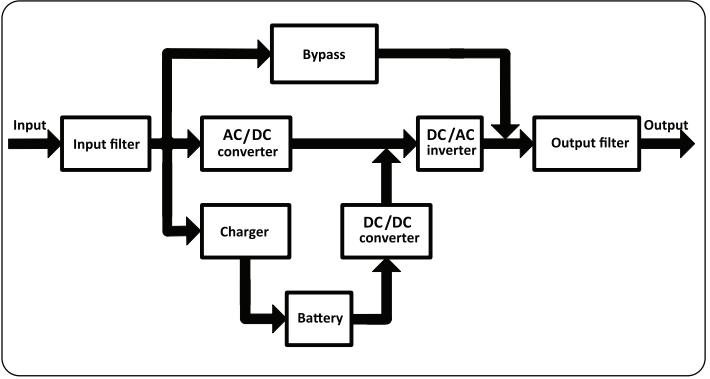 Bypass
Input
Input filter
AC/DC
converter
DC/AC
inverter
Output filter
Output
Charger
DC/DC
converter
Battery